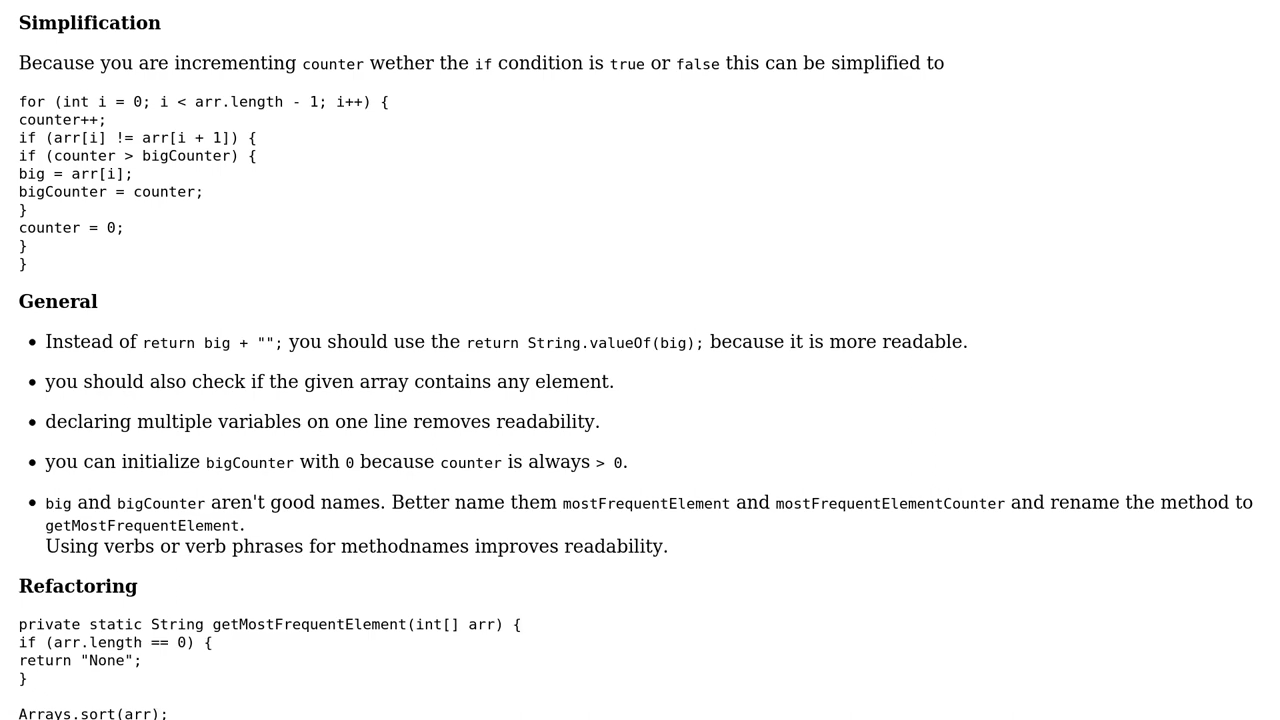 Simplification
Because you are incrementing counter wether the if condition is true or false this can be simplified to
for (int i = 0; i < arr.length - 1; i++) {
counter++;
if (arr[i] != arr[i + 1]) {
if (counter > bigCounter) {
big = arr[i];
bigCounter = counter;
}
counter = 0;
}
}
General
• Instead of return big + ""; you should use the return String.valueOf(big); because it is more readable.
• you should also check if the given array contains any element.
• declaring multiple variables on one line removes readability.
• you can initialize bigCounter with 0 because counter is always > 0.
• big and bigCounter aren't good names. Better name them mostFrequentElement and mostFrequentElementCounter and rename the method to
getMostFrequentElement.
Using verbs or verb phrases for methodnames improves readability.
Refactoring
private static String getMostFrequentElement(int[] arr) {
if (arr.length == 0) {
return "None";
}
Arrays.sort(arr);